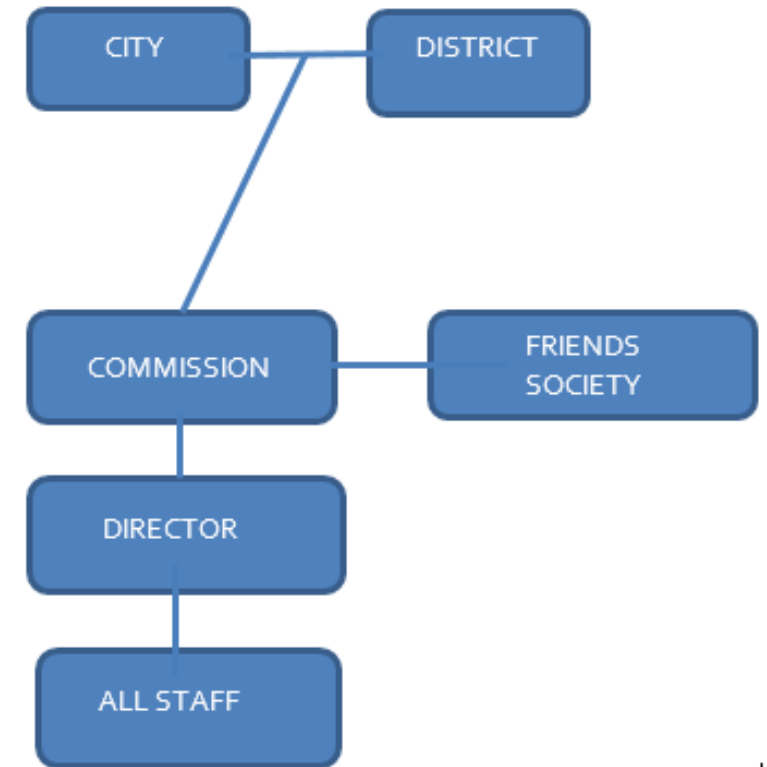 CITY
DISTRICT
COMMISSION
FRIENDS
SOCIETY
DIRECTOR
ALL STAFF